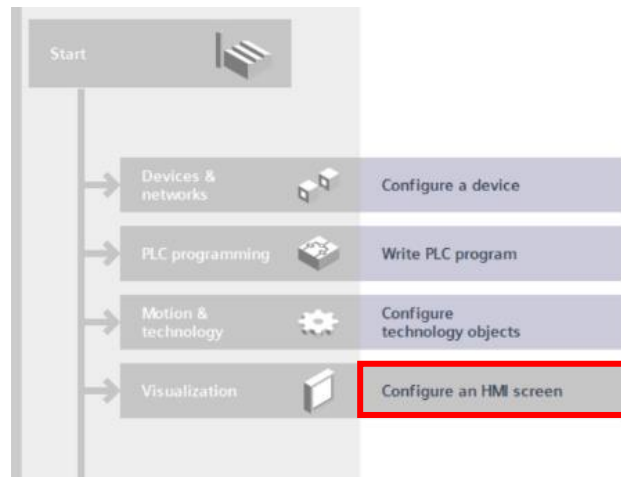 Start
Devices &
networks
Configure a device
PLC programming
Write PLC program
Motion &
technology
Configure
technology objects
Visualization
Configure an HMI screen